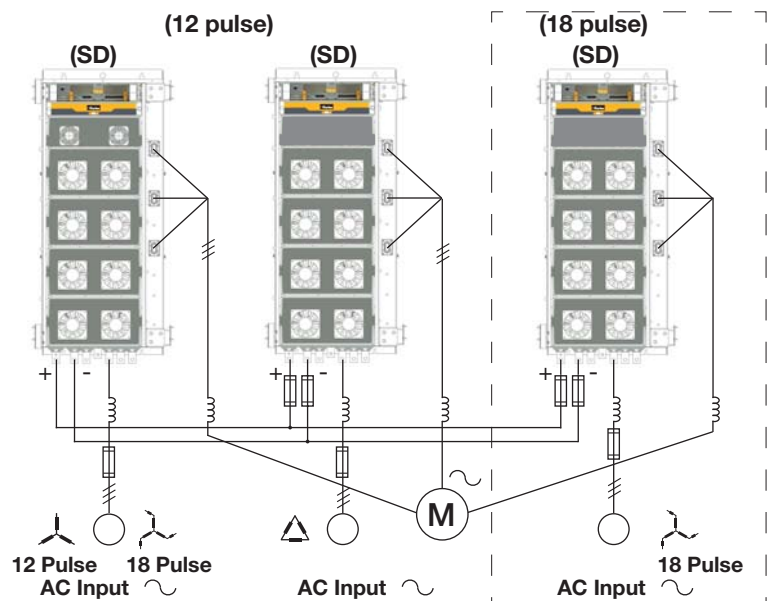 (12 pulse)
(18 pulse)
(SD)
(SD)
(SD)
+
-
+
-
+
-
M
12 Pulse
18 Pulse
18 Pulse
AC Input
AC Input
AC Input